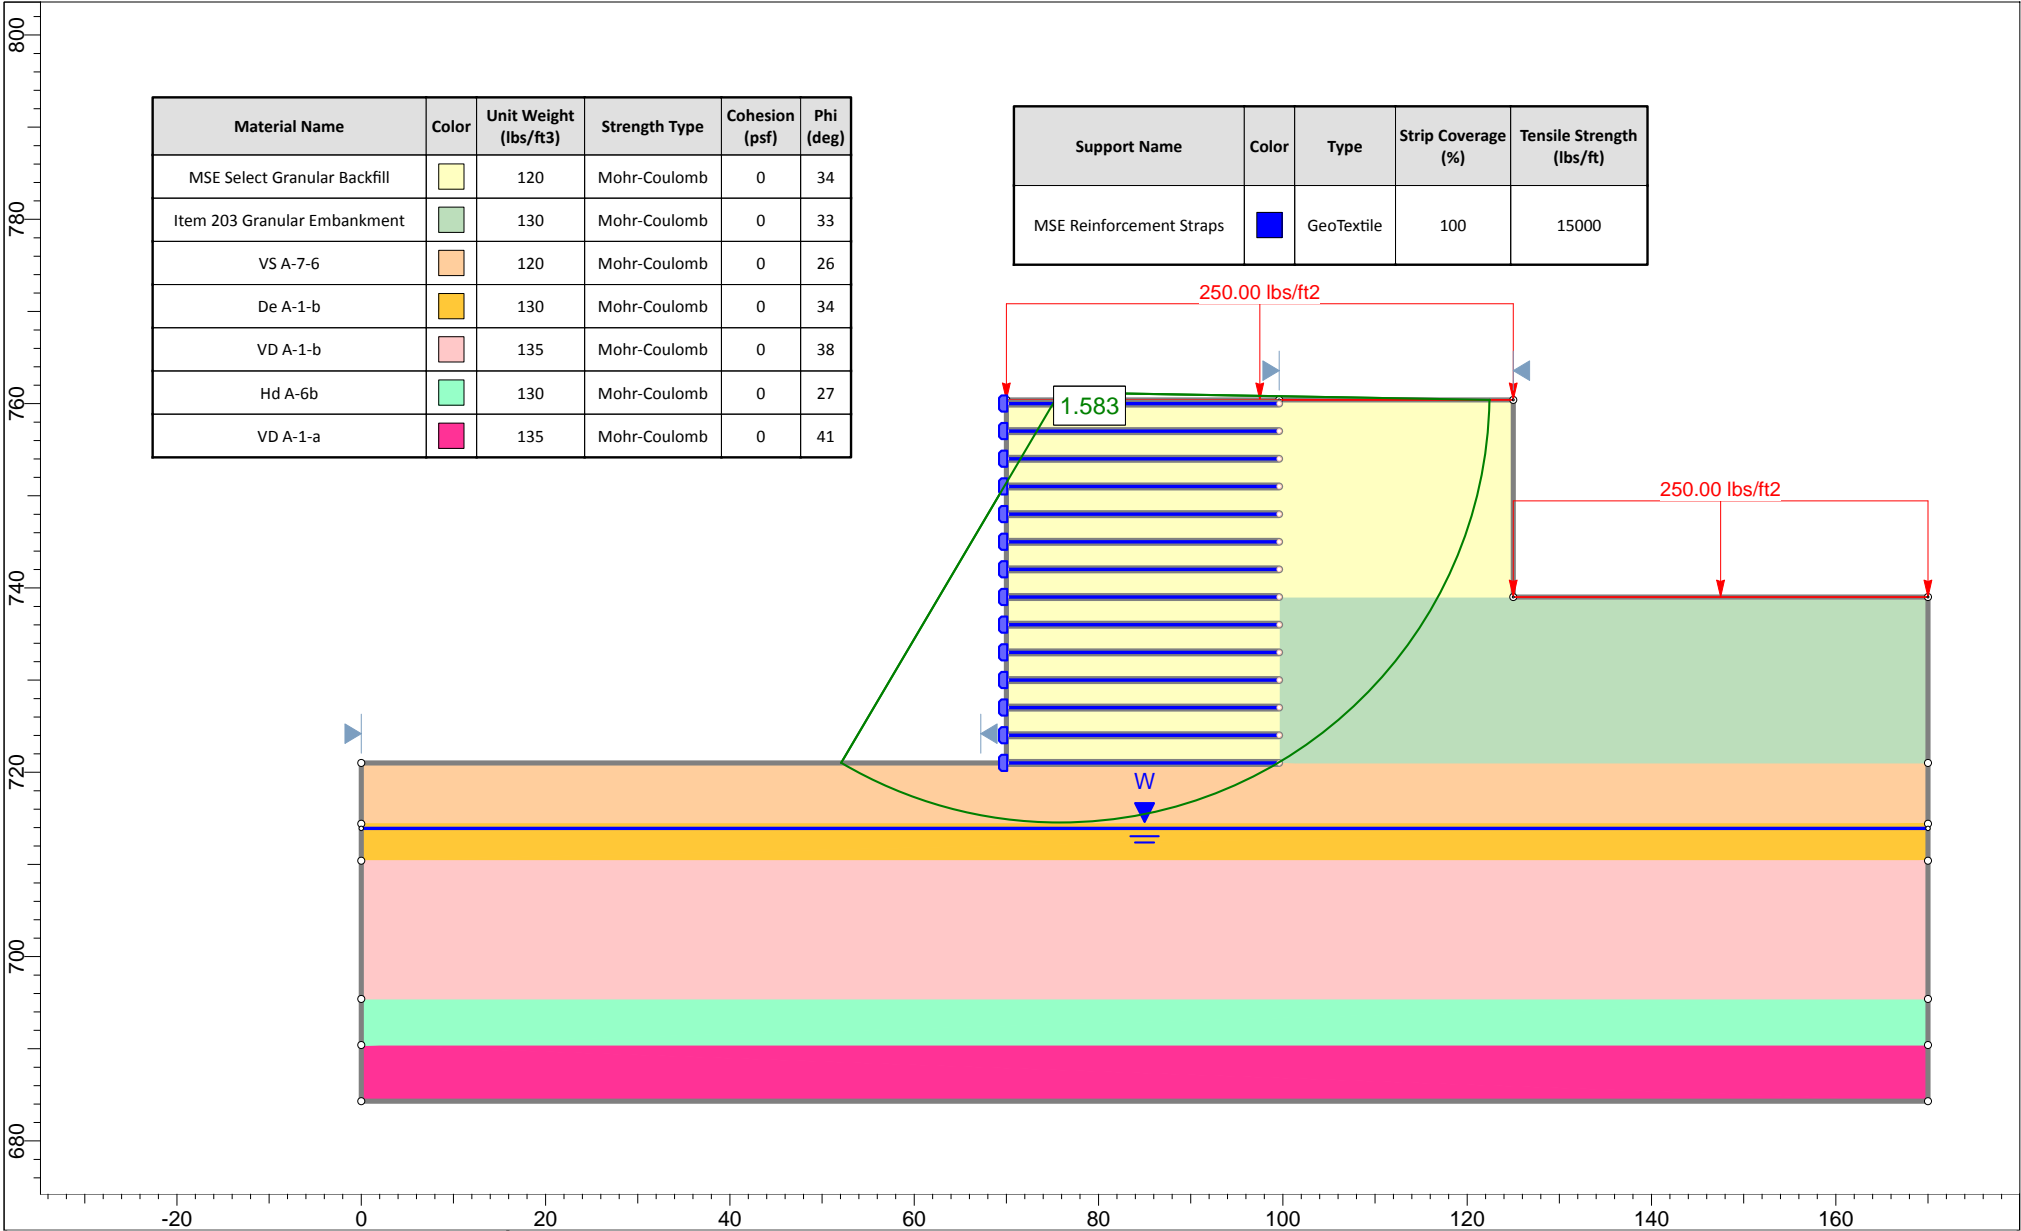 800
780
760
740
720
700
680
Material Name Color Unit Weight (lbs/ft3) Strength Type Cohesion (psf) Phi (deg)
MSE Select Granular Backfill 120 Mohr-Coulomb 0 34
Item 203 Granular Embankment 130 Mohr-Coulomb 0 33
VS A-7-6 120 Mohr-Coulomb 0 26
De A-1-b 130 Mohr-Coulomb 0 34
VD A-1-b 135 Mohr-Coulomb 0 38
Hd A-6b 130 Mohr-Coulomb 0 27
VD A-1-a 135 Mohr-Coulomb 0 41
Support Name Color Type Strip Coverage (%) Tensile Strength (lbs/ft)
MSE Reinforcement Straps GeoTextile 100 15000
250.00 lbs/ft2
1.583
250.00 lbs/ft2
W
-20 0 20 40 60 80 100 120 140 160